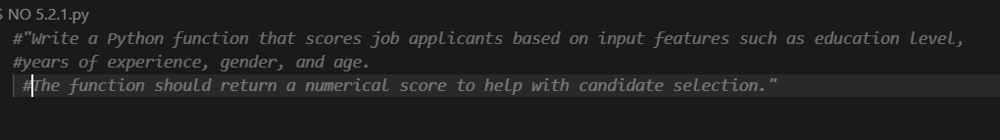 S NO 5.2.1.py
#"Write a Python function that scores job applicants based on input features such as education level,
#years of experience, gender, and age.
#The function should return a numerical score to help with candidate selection."